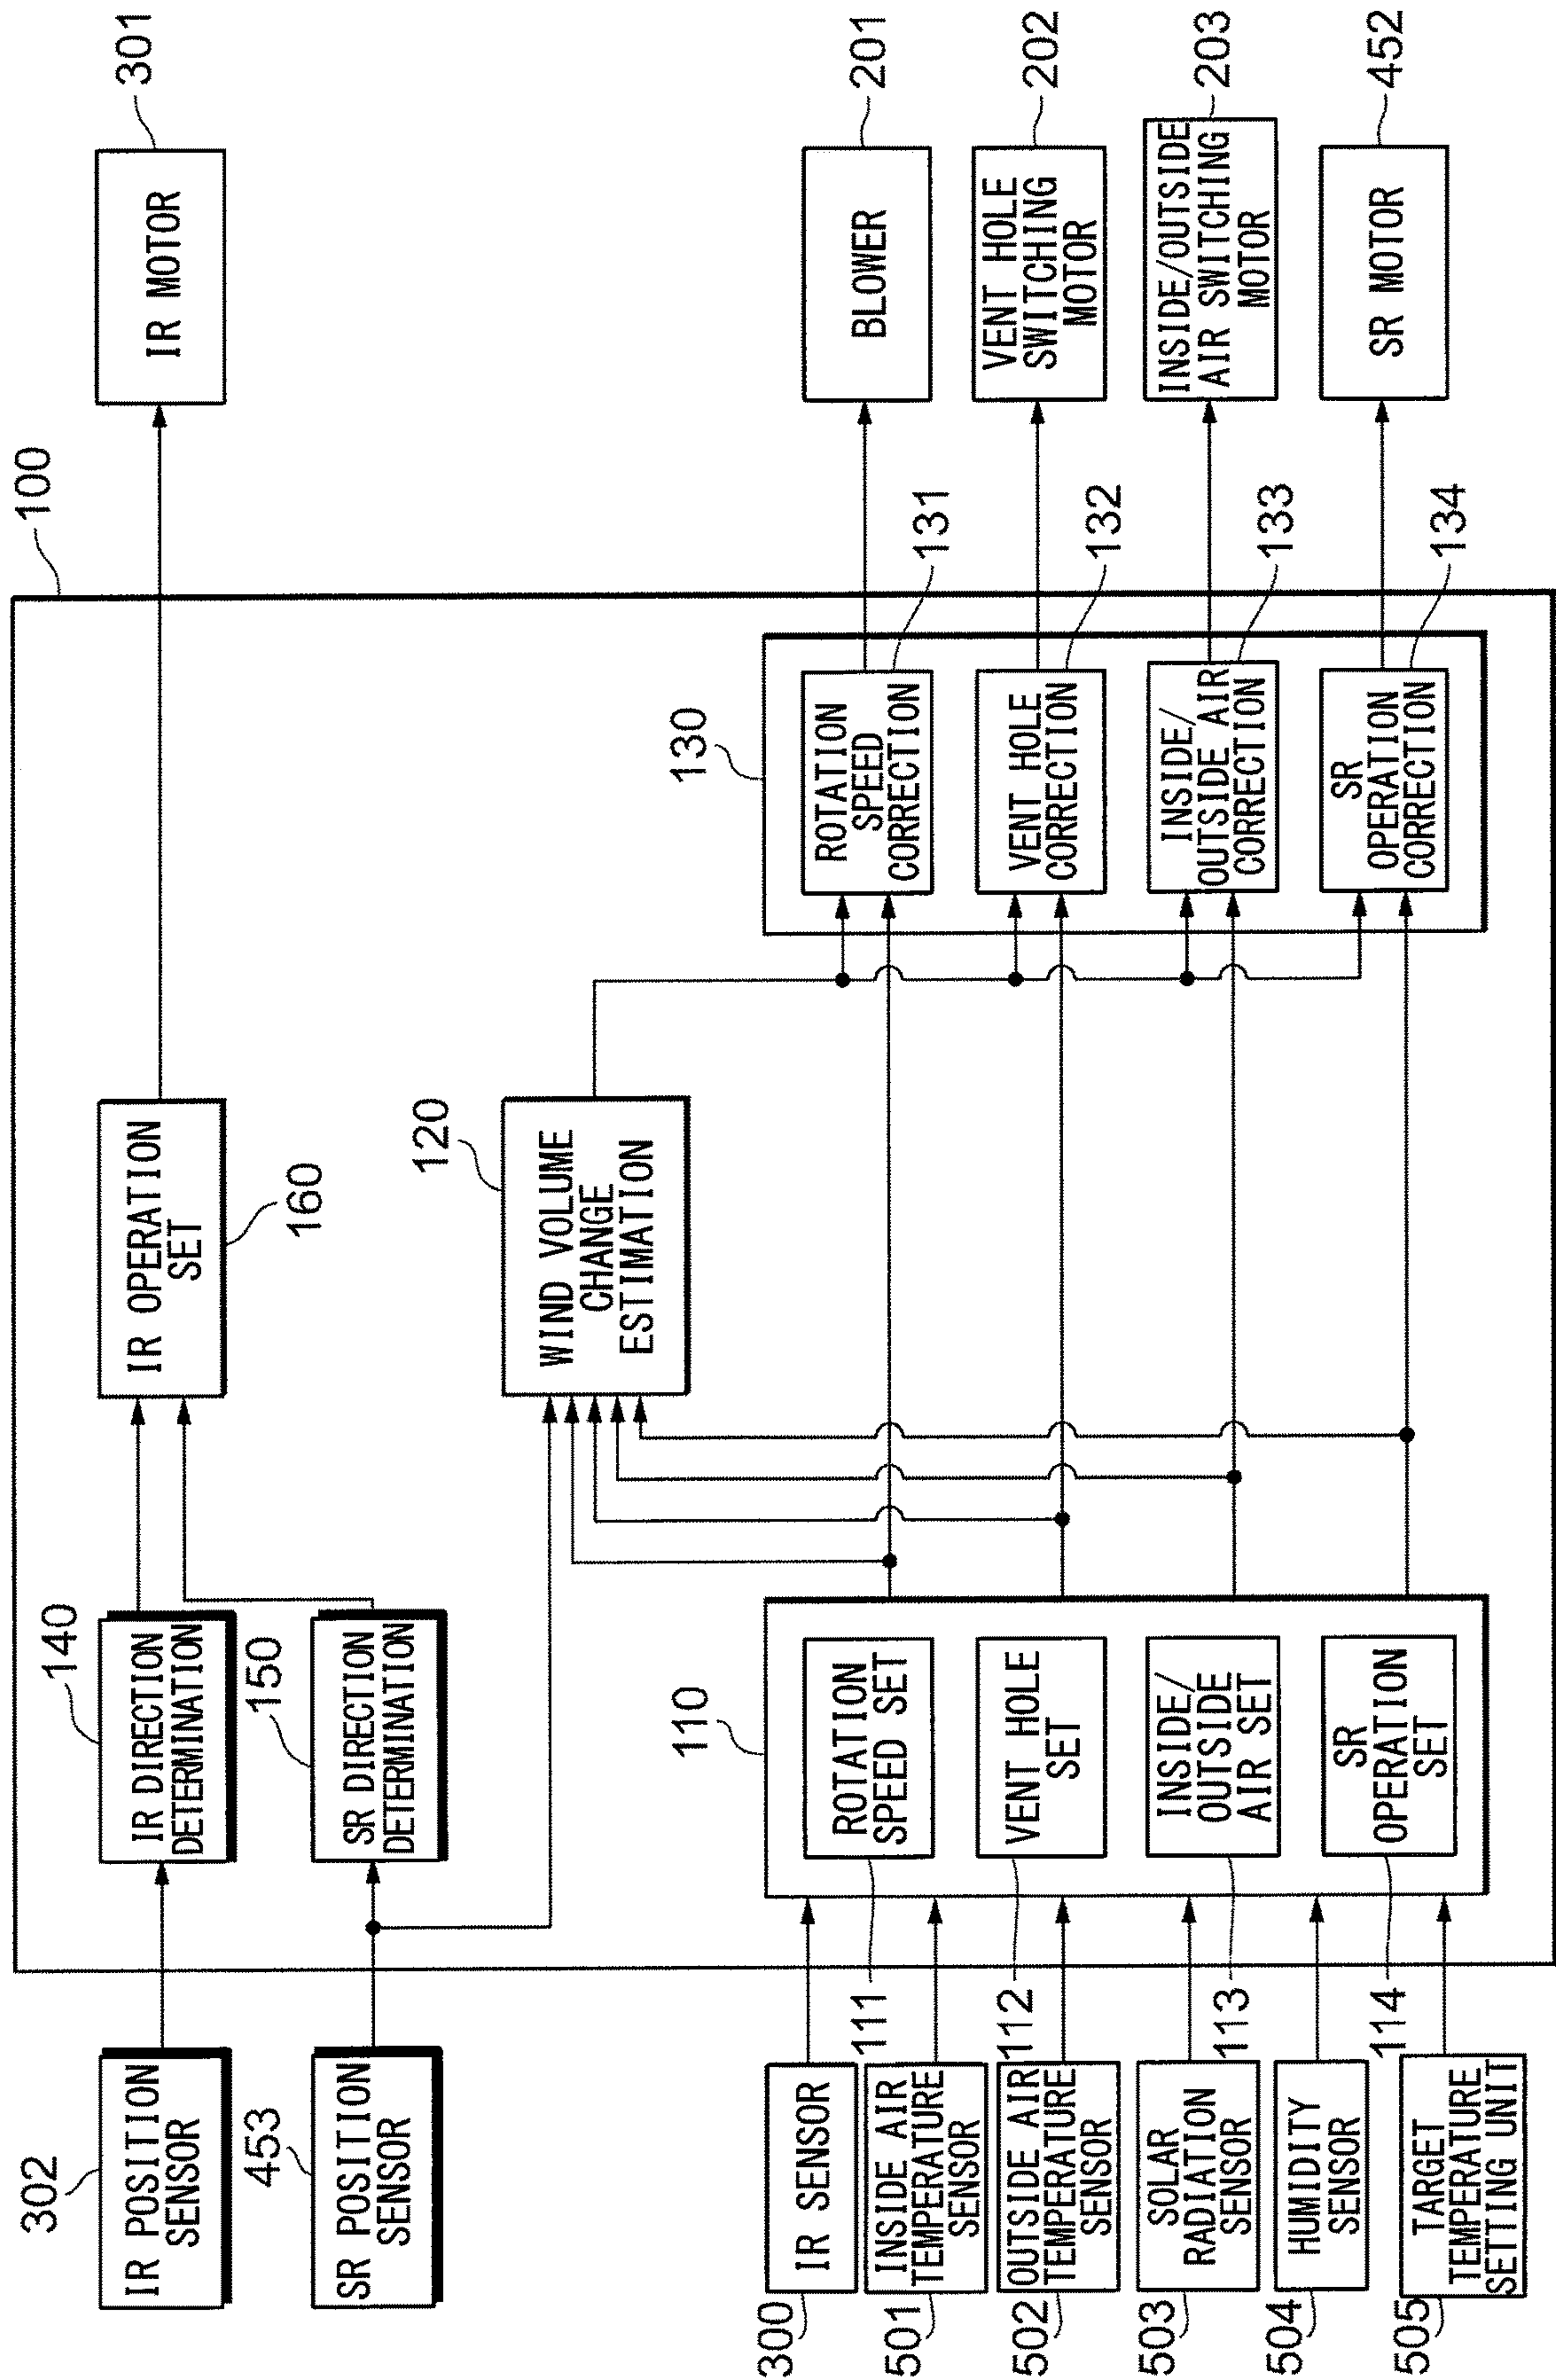 302
IR POSITION
SENSOR
453
SR POSITION
SENSOR
300
IR SENSOR
501
INSIDE AIR
TEMPERATURE
SENSOR
502
OUTSIDE AIR
TEMPERATURE
SENSOR
503
SOLAR
RADIATION
SENSOR
504
HUMIDITY
SENSOR
505
TARGET
TEMPERATURE
SETTING UNIT
100
140
IR DIRECTION
DETERMINATION
150
SR DIRECTION
DETERMINATION
110
ROTATION
SPEED SET
111
VENT HOLE
SET
112
INSIDE/
OUTSIDE
AIR SET
113
SR
OPERATION
SET
114
IR OPERATION
SET
160
120
WIND VOLUME
CHANGE
ESTIMATION
130
ROTATION
SPEED
CORRECTION
131
VENT HOLE
CORRECTION
132
INSIDE/
OUTSIDE AIR
CORRECTION
133
SR
OPERATION
CORRECTION
134
IR MOTOR
301
BLOWER
201
VENT HOLE
SWITCHING
MOTOR
202
INSIDE/OUTSIDE
AIR SWITCHING
MOTOR
203
SR MOTOR
452